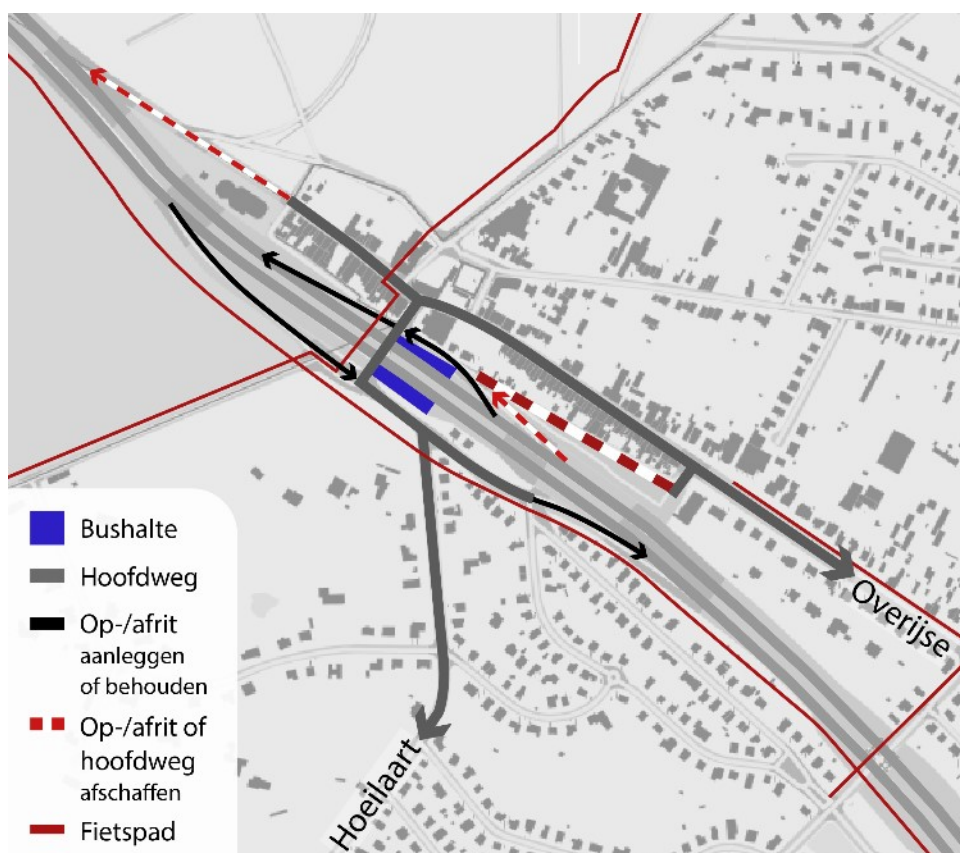 Bushalte
Hoofdweg
Op-/afrit
aanleggen
of behouden
Op-/afrit of
hoofdweg
afschaffen
Fietspad
Hoeilaart
Overijse